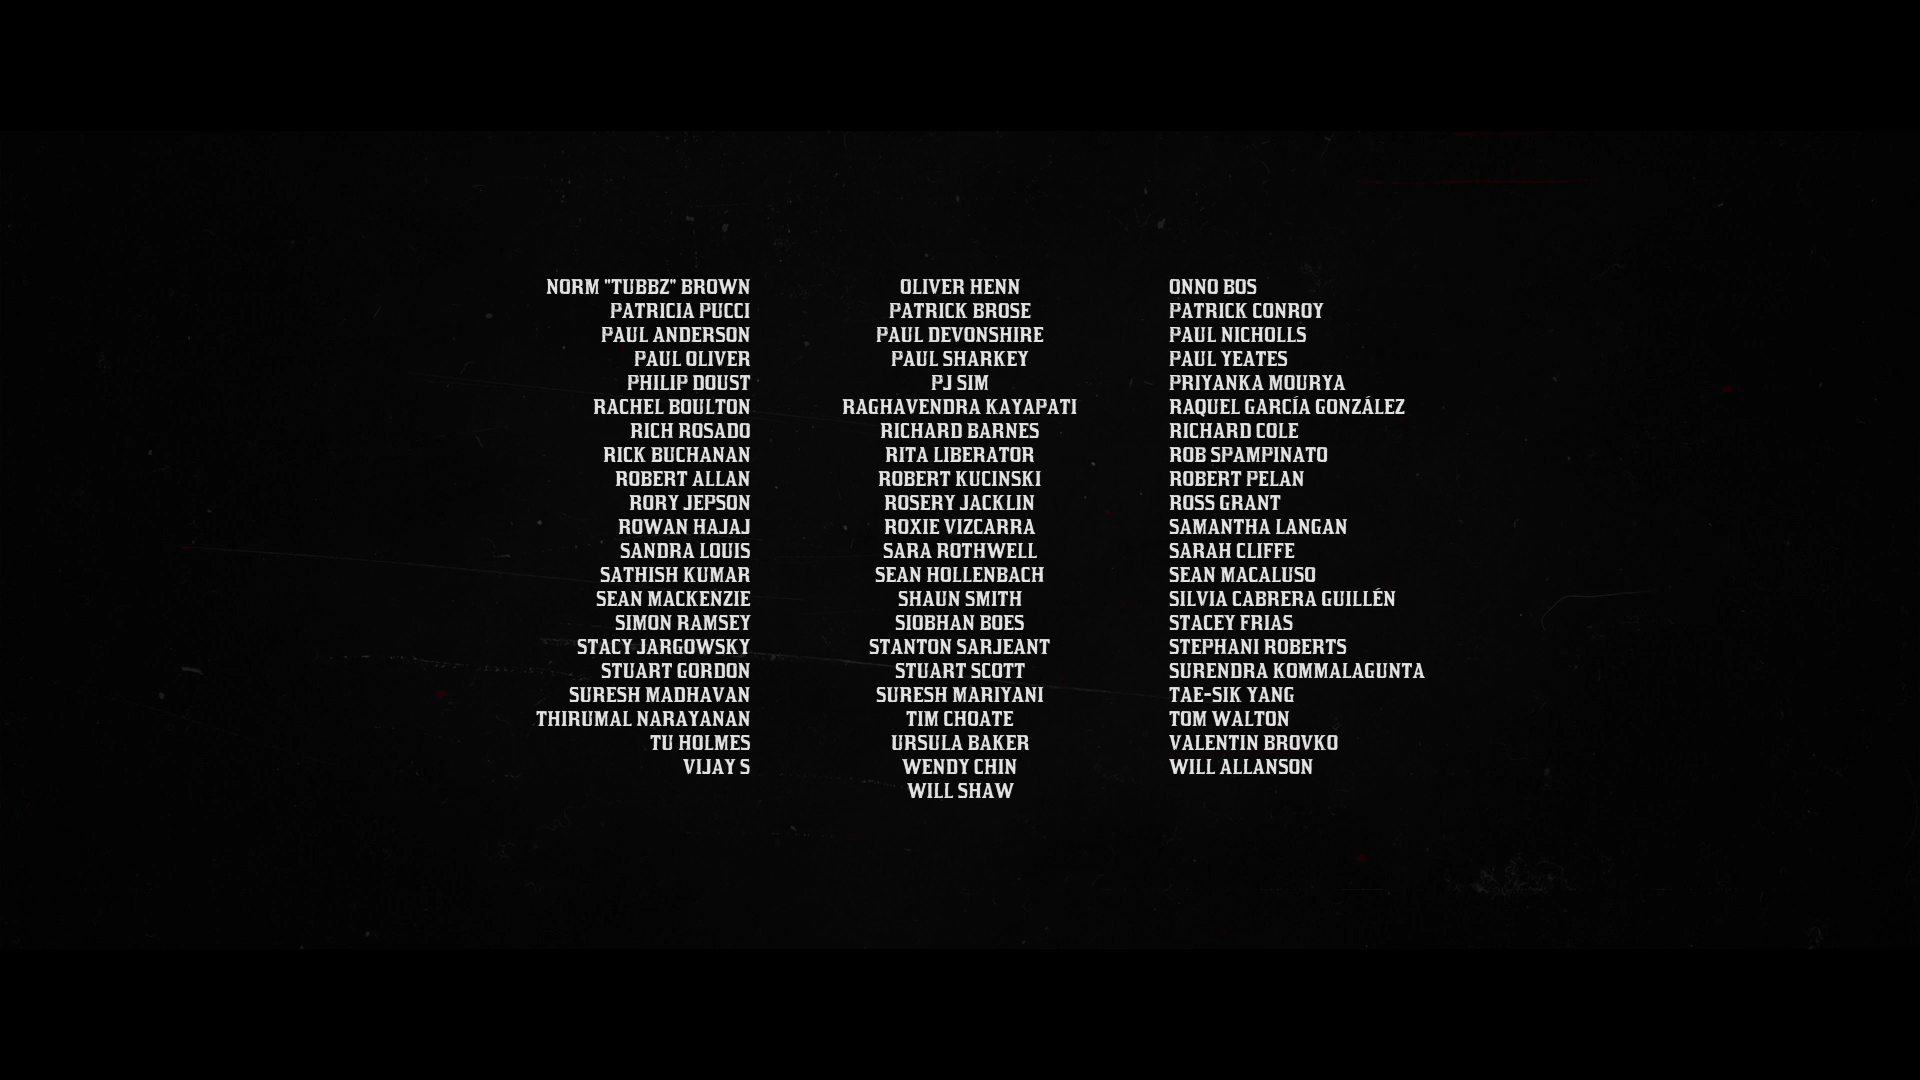 NORM "TUBBZ" BROWN OLIVER HENN ONNO BOS
PATRICIA PUCCI PATRICK BROSE PATRICK CONROY
PAUL ANDERSON PAUL DEVONSHIRE PAUL NICHOLLS
PAUL OLIVER PAUL SHARKEY PAUL YEATES
PHILIP DOUST PJ SIM PRIYANKA MOURYA
RACHEL BOULTON RAGHAVENDRA KAYAPATI RAQUEL GARCÍA GONZÁLEZ
RICH ROSADO RICHARD BARNES RICHARD COLE
RICK BUCHANAN RITA LIBERATOR ROB SPAMPINATO
ROBERT ALLAN ROBERT KUCINSKI ROBERT PELAN
RORY JEPSON ROSERY JACKLIN ROSS GRANT
ROWAN HAJAJ ROXIE VIZCARRA SAMANTHA LANGAN
SANDRA LOUIS SARA ROTHWELL SARAH CLIFFE
SATHISH KUMAR SEAN HOLLENBACH SEAN MACALUSO
SEAN MACKENZIE SHAUN SMITH SILVIA CABRERA GUILLÉN
SIMON RAMSEY SIOBHAN BOES STACEY FRIAS
STACY JARGOWSKY STANTON SARJEANT STEPHANI ROBERTS
STUART GORDON STUART SCOTT SURENDRA KOMMALAGUNTA
SURESH MADHAVAN SURESH MARIYANI TAE-SIK YANG
THIRUMAL NARAYANAN TIM CHOATE TOM WALTON
TU HOLMES URSULA BAKER VALENTIN BROVKO
VIJAY S WENDY CHIN WILL ALLANSON
WILL SHAW